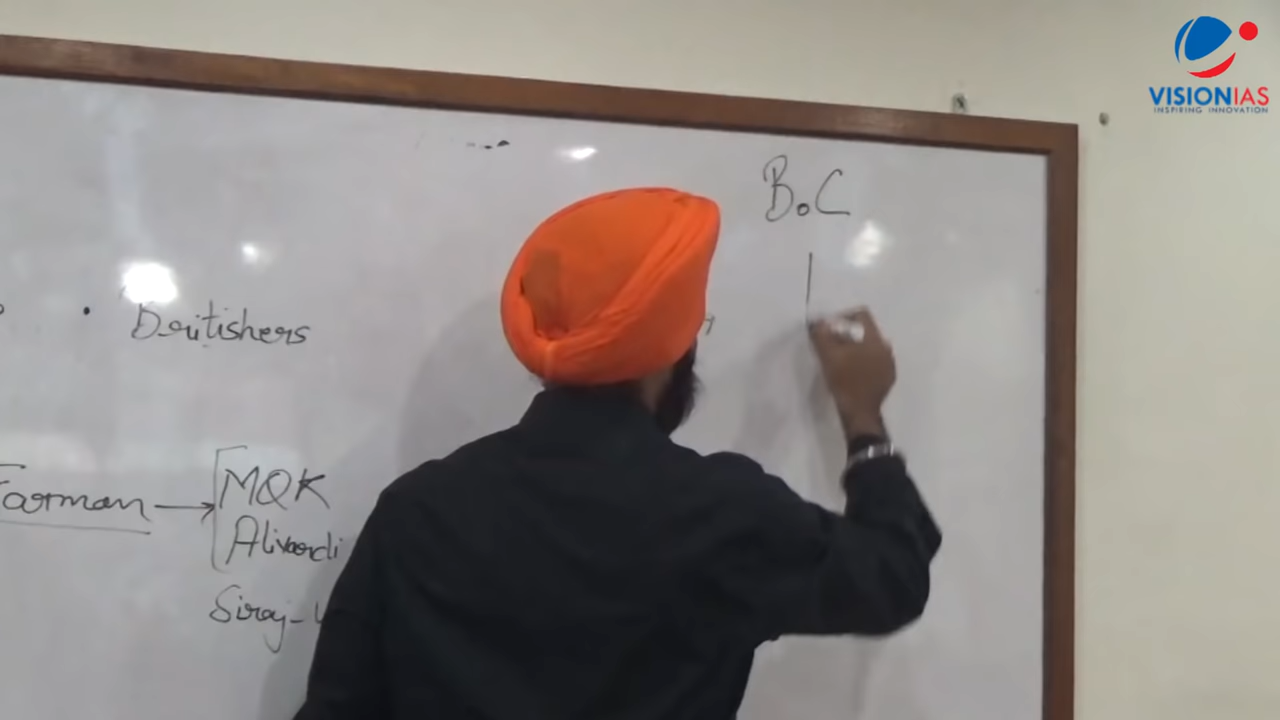 VISIONIAS
INSPIRING INNOVATION
B.C
• Britishers
Farman → MQK
Alivardi
Siraj-